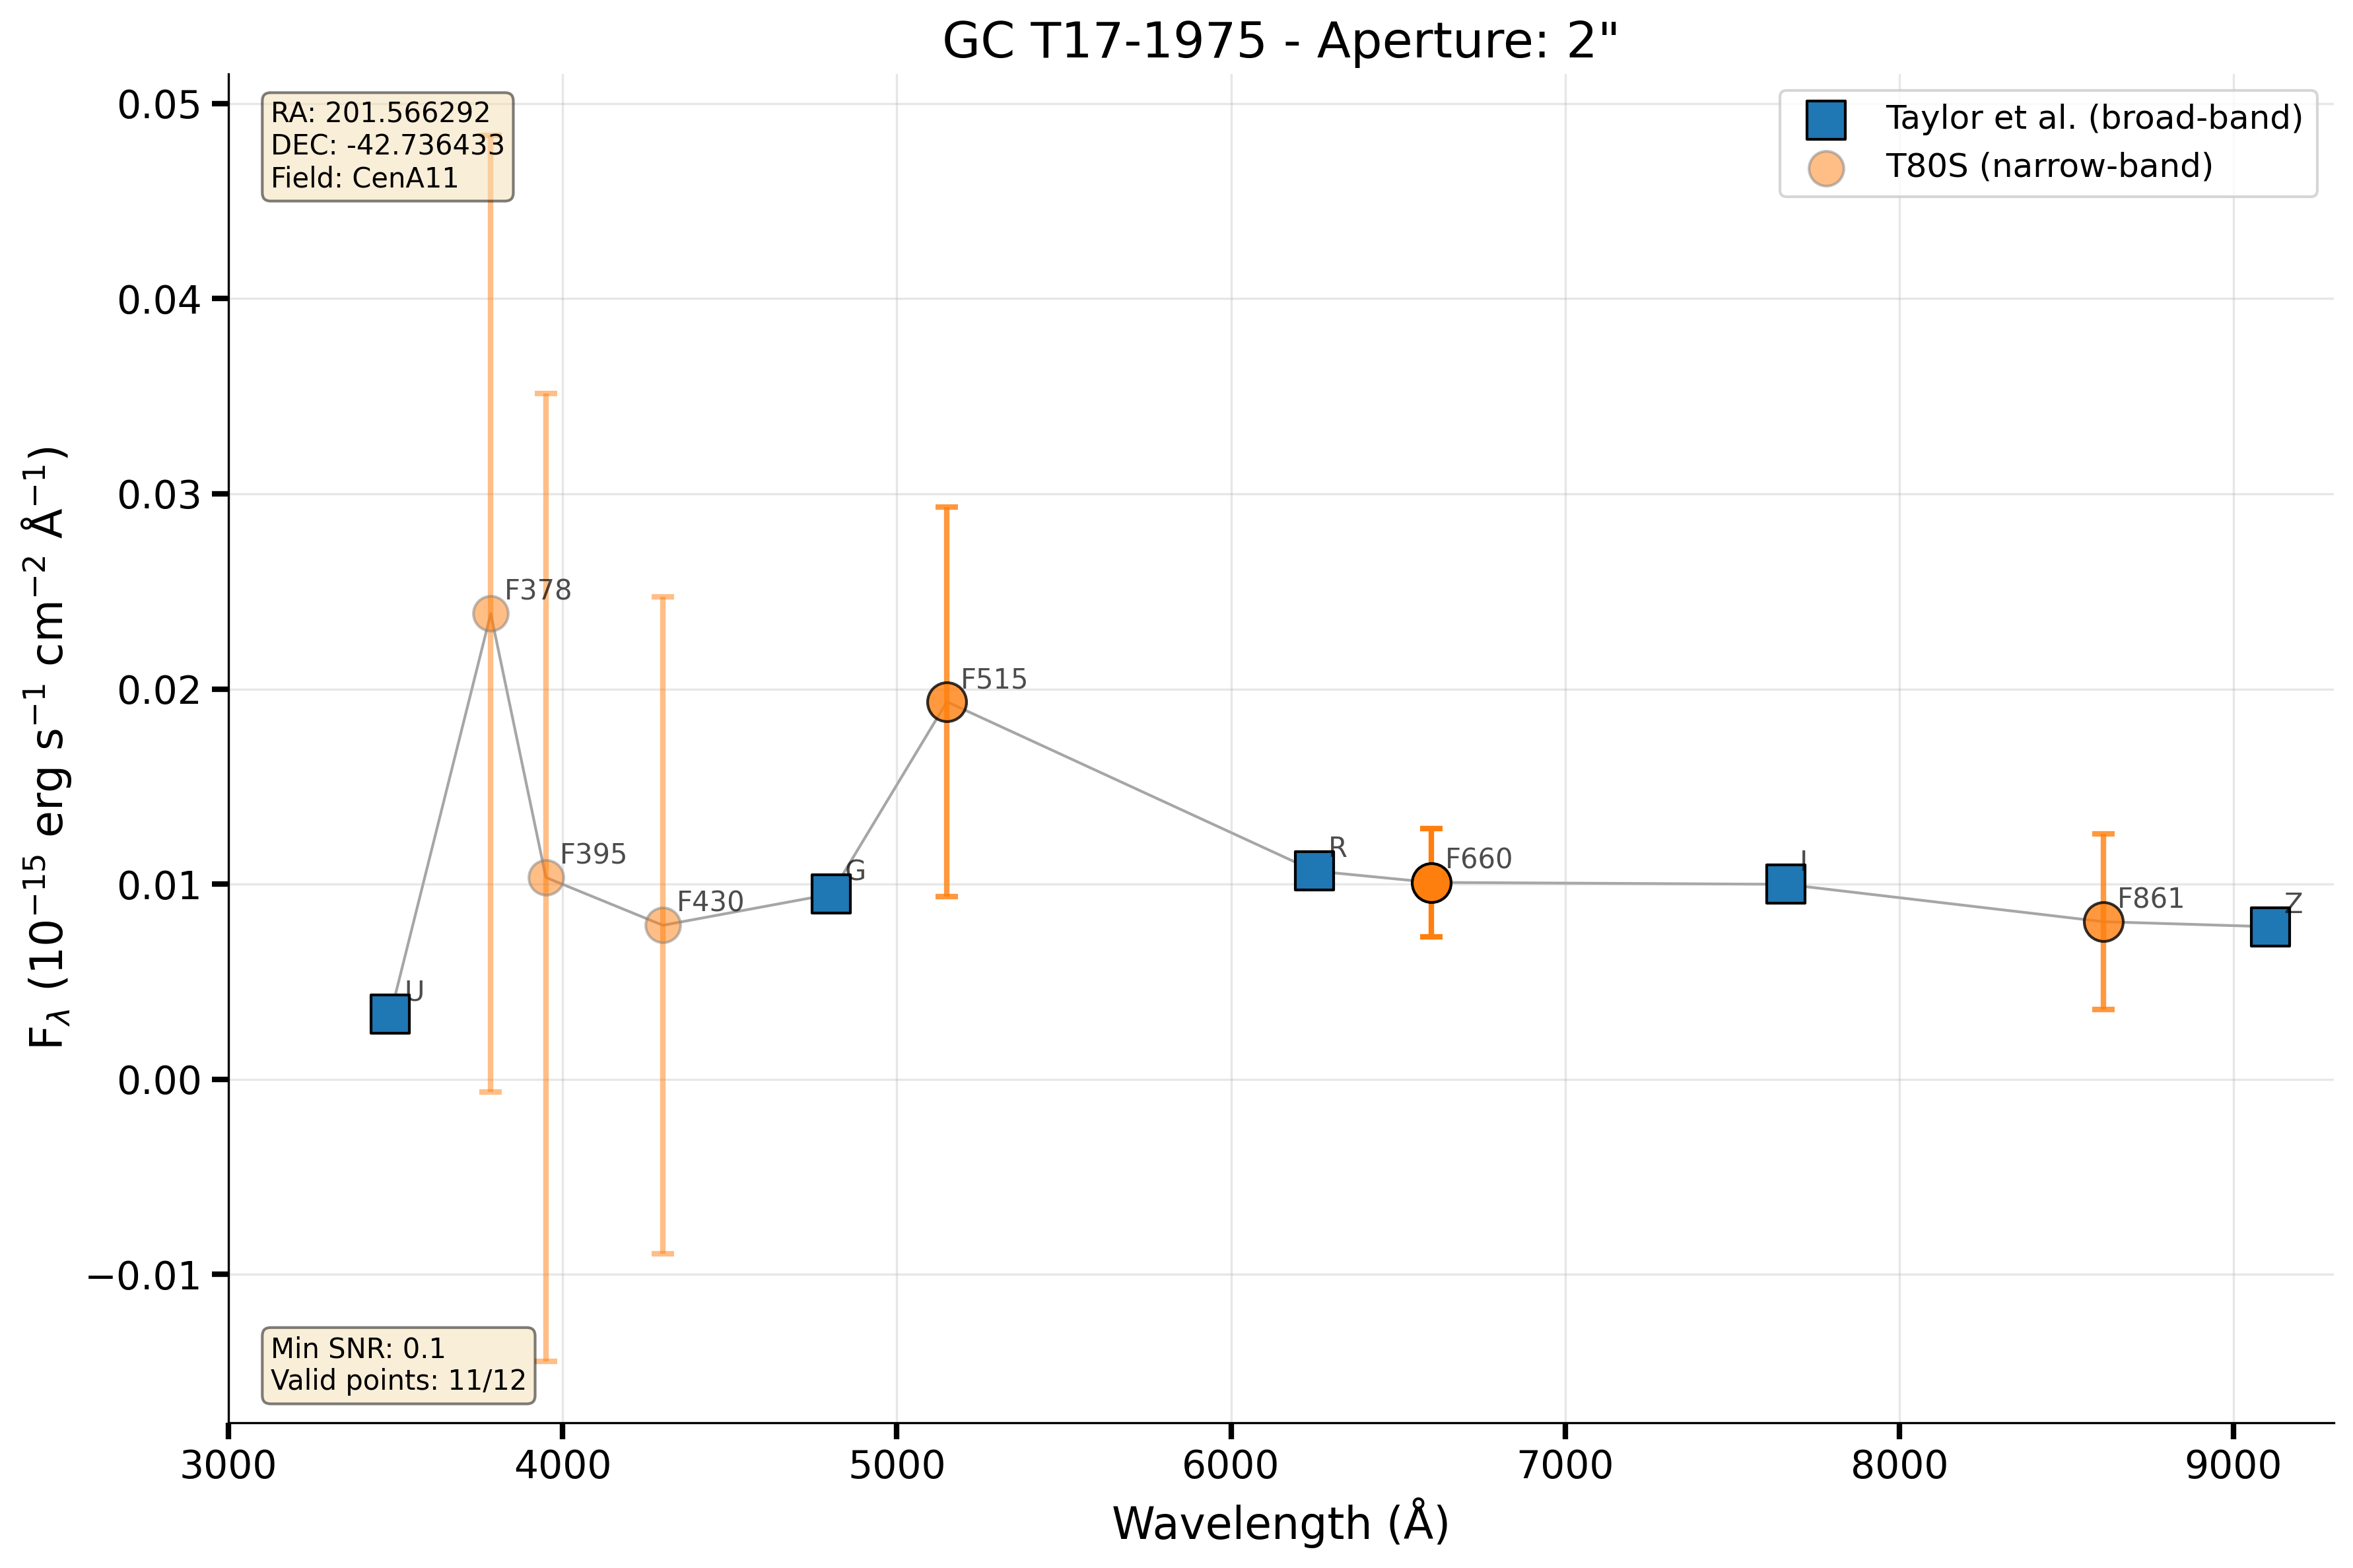 GC T17-1975 - Aperture: 2"
RA: 201.566292
DEC: -42.736433
Field: CenA11
Taylor et al. (broad-band)
T80S (narrow-band)
0.05
0.04
0.03
0.02
0.01
0.00
−0.01
F_λ (10⁻¹⁵ erg s⁻¹ cm⁻² Å⁻¹)
U
F378
F395
F430
G
F515
R
F660
I
F861
Z
Min SNR: 0.1
Valid points: 11/12
3000 4000 5000 6000 7000 8000 9000
Wavelength (Å)